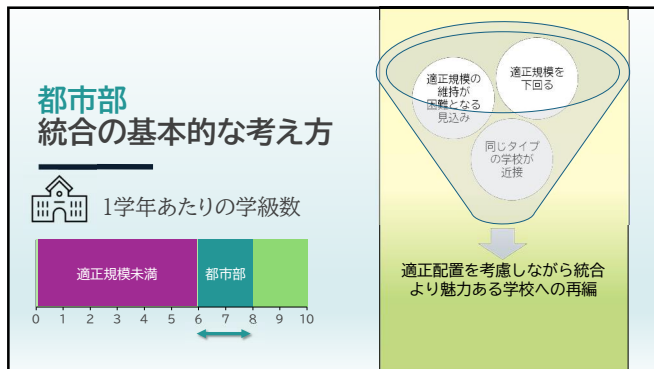 都市部
統合の基本的な考え方
1学年あたりの学級数
適正規模未満
都市部
0 1 2 3 4 5 6 7 8 9 10
適正規模の
維持が
困難となる
見込み
適正規模を
下回る
同じタイプ
の学校が
近接
適正配置を考慮しながら統合
より魅力ある学校への再編